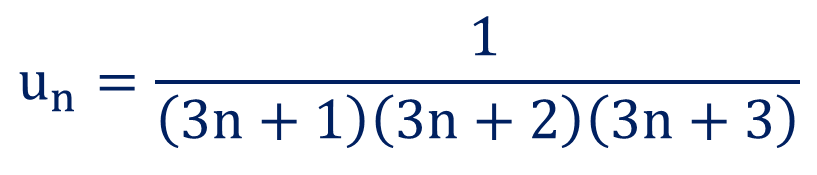 uₙ = 1 / (3n + 1)(3n + 2)(3n + 3)